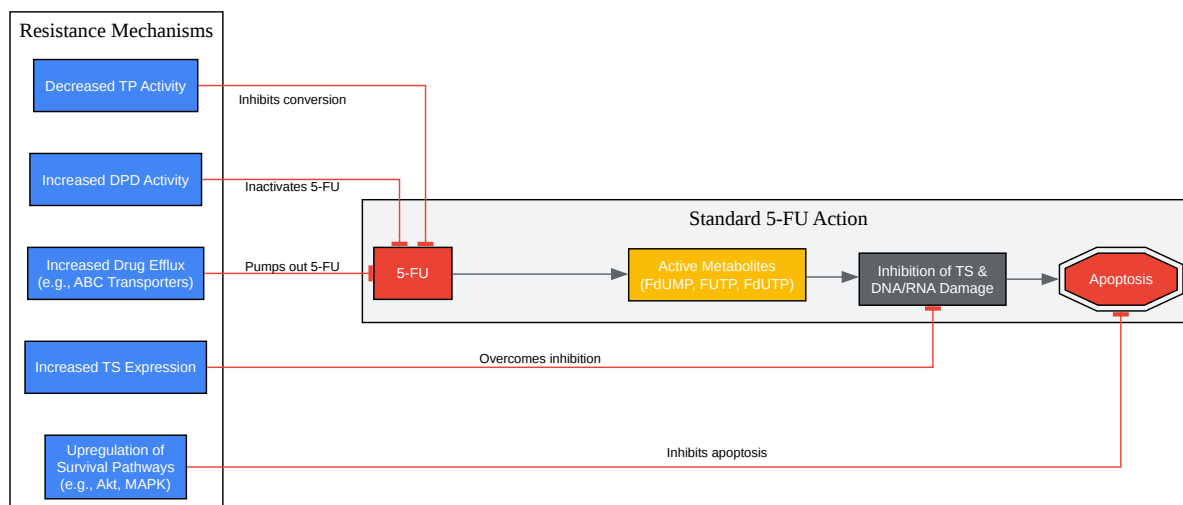 Resistance Mechanisms
Decreased TP Activity
Inhibits conversion
Increased DPD Activity
Inactivates 5-FU
Standard 5-FU Action
Increased Drug Efflux
(e.g., ABC Transporters)
Pumps out 5-FU
5-FU
Active Metabolites
(FdUMP, FUTP, FdUTP)
Inhibition of TS &
DNA/RNA Damage
Apoptosis
Increased TS Expression
Overcomes inhibition
Upregulation of
Survival Pathways
(e.g., Akt, MAPK)
Inhibits apoptosis